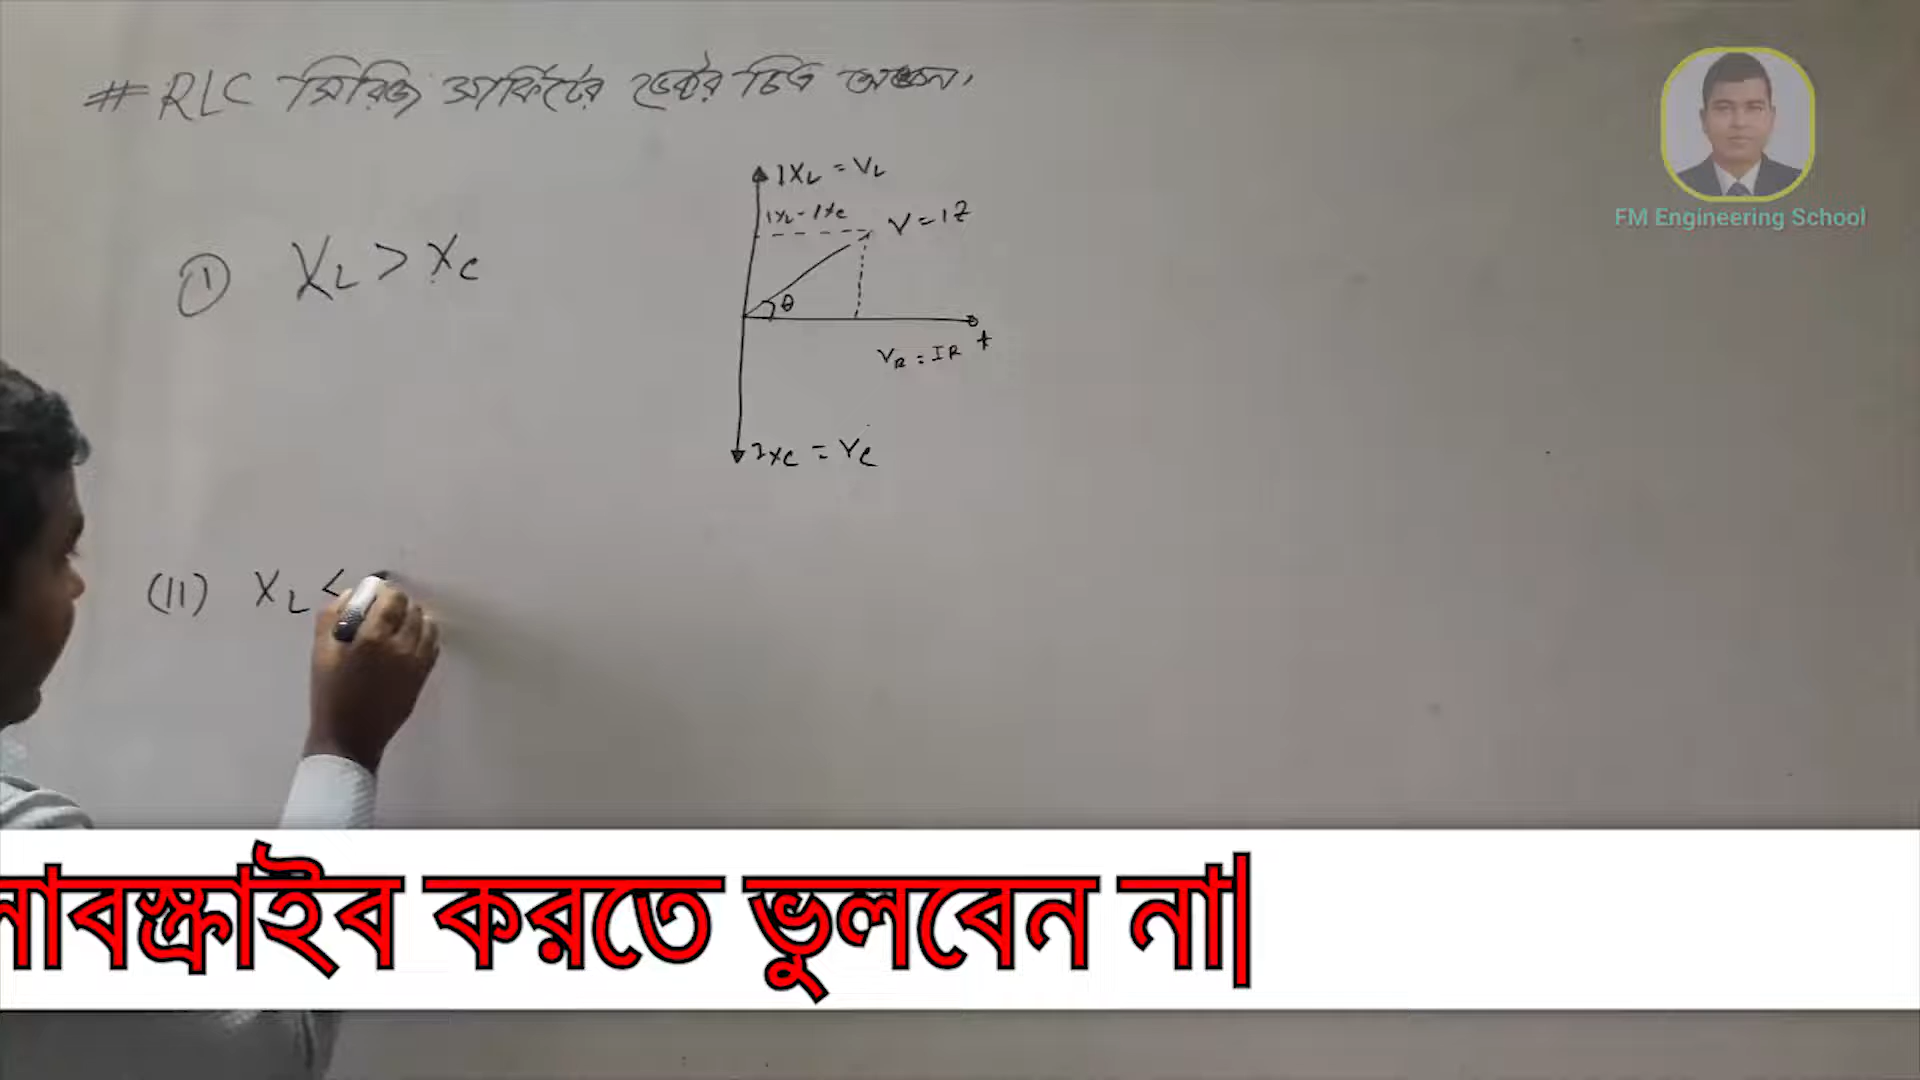 # RLC সিরিজ সার্কিটের ভেক্টর চিত্র অঙ্কন।
FM Engineering School
① XL > XC
IXL = VL
IXL - IXC
V = IZ
θ
VR = IR
+
IXC = VC
(II) XL <
সাবস্ক্রাইব করতে ভুলবেন না|